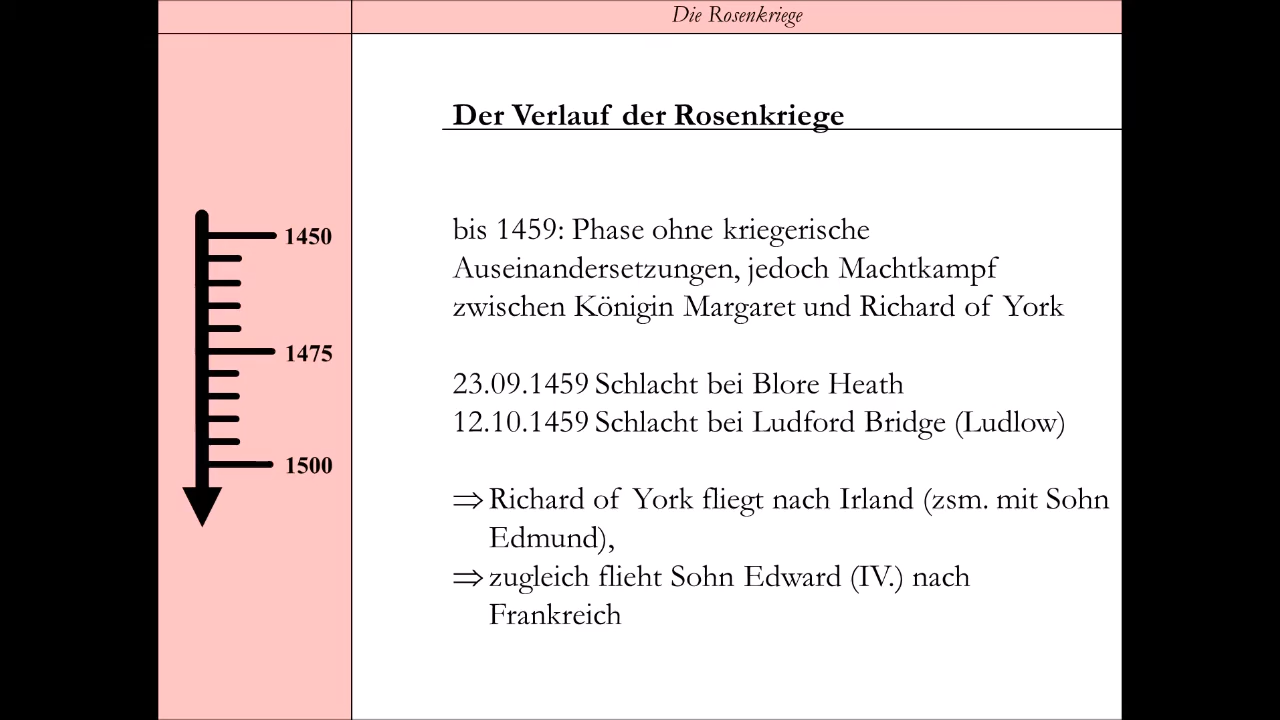 Die Rosenkriege
Der Verlauf der Rosenkriege
1450
1475
1500
bis 1459: Phase ohne kriegerische
Auseinandersetzungen, jedoch Machtkampf
zwischen Königin Margaret und Richard of York
23.09.1459 Schlacht bei Blore Heath
12.10.1459 Schlacht bei Ludford Bridge (Ludlow)
⇒ Richard of York fliegt nach Irland (zsm. mit Sohn
Edmund),
⇒ zugleich flieht Sohn Edward (IV.) nach
Frankreich